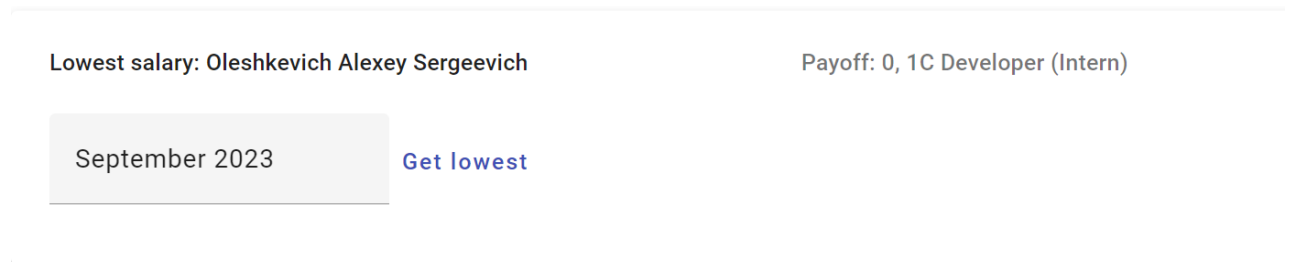 Lowest salary: Oleshkevich Alexey Sergeevich
Payoff: 0, 1C Developer (Intern)
September 2023
Get lowest